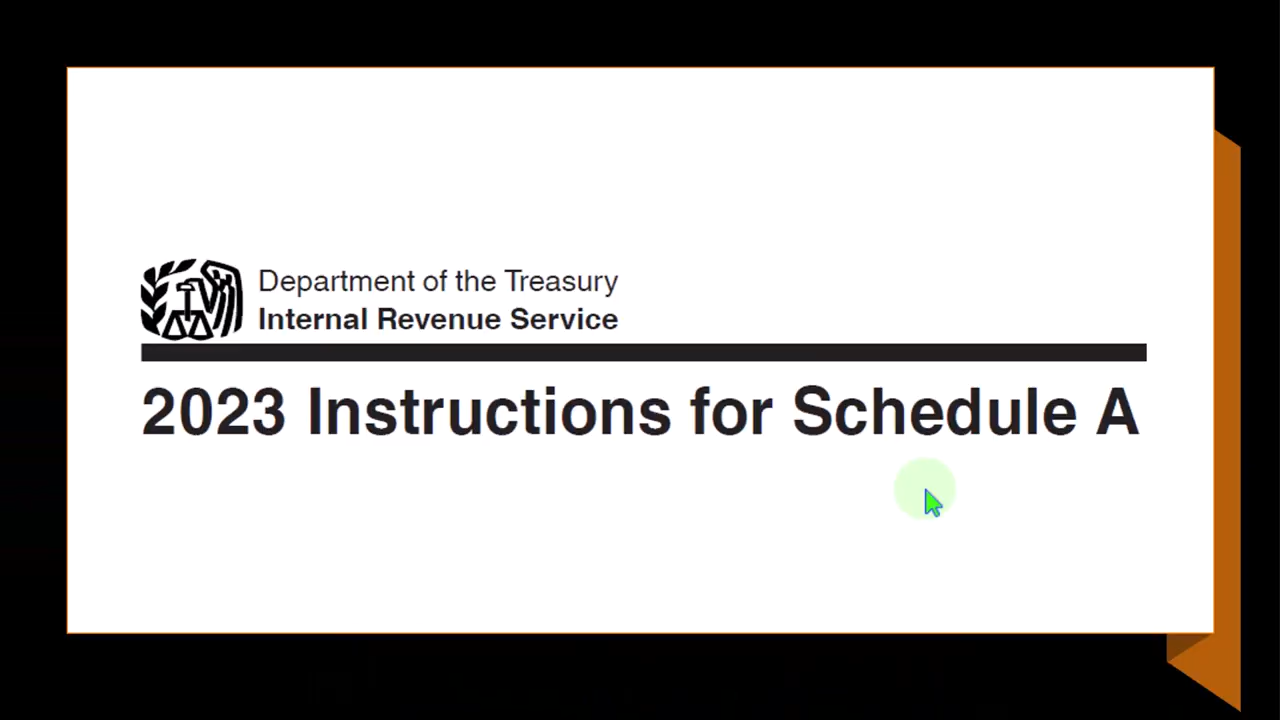 Department of the Treasury
Internal Revenue Service
2023 Instructions for Schedule A